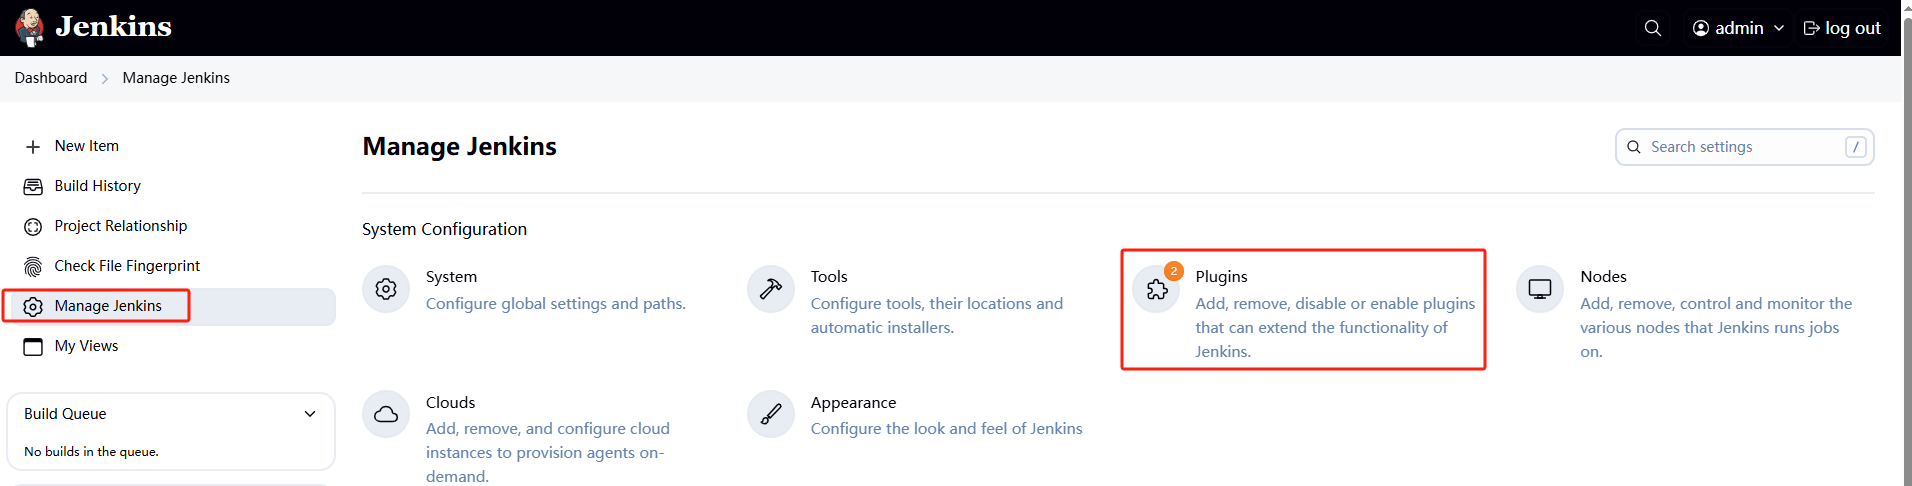 Jenkins
admin
log out
Dashboard
Manage Jenkins
New Item
Build History
Project Relationship
Check File Fingerprint
Manage Jenkins
My Views
Build Queue
No builds in the queue.
Manage Jenkins
Search settings
/
System Configuration
System
Configure global settings and paths.
Tools
Configure tools, their locations and
automatic installers.
2
Plugins
Add, remove, disable or enable plugins
that can extend the functionality of
Jenkins.
Nodes
Add, remove, control and monitor the
various nodes that Jenkins runs jobs
on.
Clouds
Add, remove, and configure cloud
instances to provision agents on-
demand.
Appearance
Configure the look and feel of Jenkins